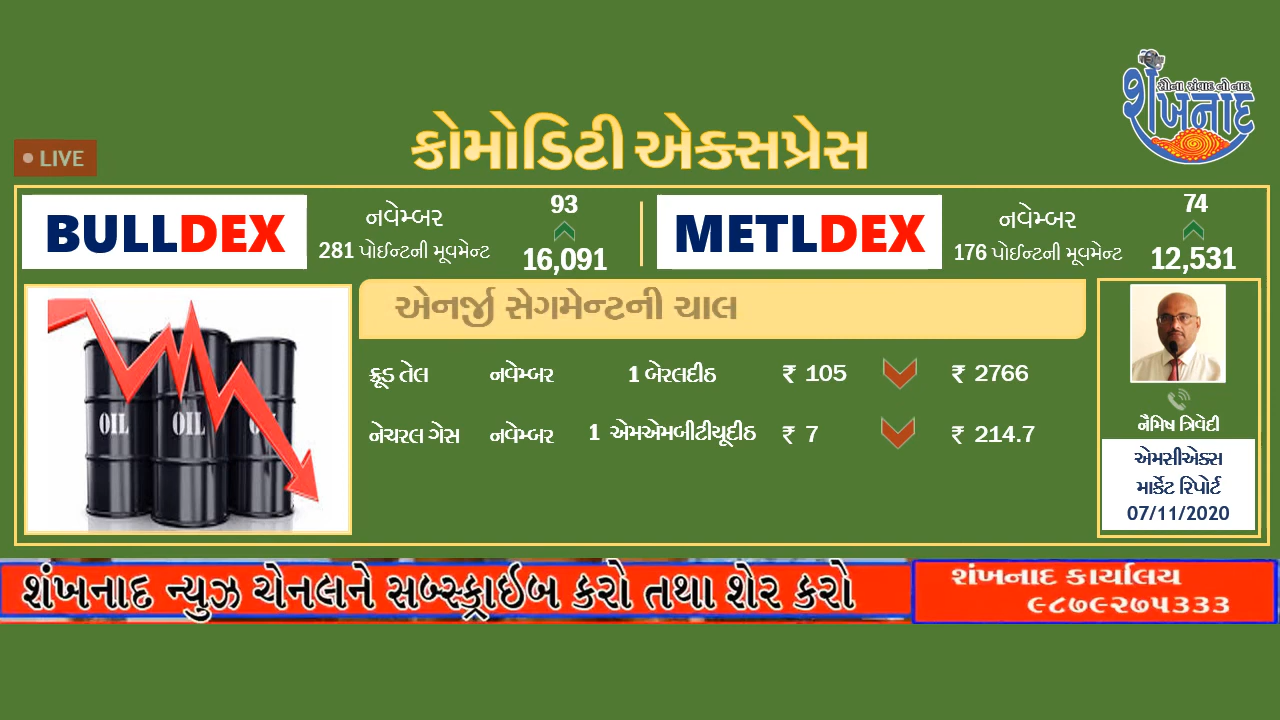 સૌના સંવાદનો નાદ
શંખનાદ
કોમોડિટી એક્સપ્રેસ
LIVE
BULLDEX
નવેમ્બર
281 પોઈન્ટની મૂવમેન્ટ
93
16,091
METLDEX
નવેમ્બર
176 પોઈન્ટની મૂવમેન્ટ
74
12,531
એનર્જી સેગમેન્ટની ચાલ
OIL OIL
ક્રૂડ તેલ નવેમ્બર 1 બેરલદીઠ ₹ 105 ₹ 2766
નેચરલ ગેસ નવેમ્બર 1 એમએમબીટીયૂદીઠ ₹ 7 ₹ 214.7
નૈમિષ ત્રિવેદી
એમસીએક્સ
માર્કેટ રિપોર્ટ
07/11/2020
શંખનાદ ન્યુઝ ચેનલને સબ્સ્ક્રાઇબ કરો તથા શેર કરો
શંખનાદ કાર્યાલય
૯૮૭૯૨૭૫૩૩૩